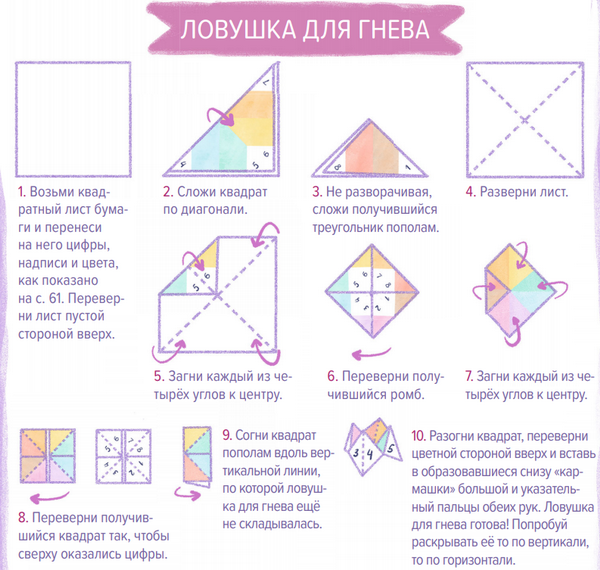 ЛОВУШКА ДЛЯ ГНЕВА
1. Возьми квад-
ратный лист бума-
ги и перенеси
на него цифры,
надписи и цвета,
как показано
на с. 61. Перевер-
ни лист пустой
стороной вверх.
2. Сложи квадрат
по диагонали.
3. Не разворачивая,
сложи получившийся
треугольник пополам.
4. Разверни лист.
5. Загни каждый из че-
тырёх углов к центру.
6. Переверни полу-
чившийся ромб.
7. Загни каждый из че-
тырёх углов к центру.
8. Переверни получив-
шийся квадрат так, чтобы
сверху оказались цифры.
9. Согни квадрат
пополам вдоль вер-
тикальной линии,
по которой ловуш-
ка для гнева ещё
не складывалась.
3 4 5
10. Разогни квадрат, переверни
цветной стороной вверх и вставь
в образовавшиеся снизу «кар-
машки» большой и указатель-
ный пальцы обеих рук. Ловушка
для гнева готова! Попробуй
раскрывать её то по вертикали,
то по горизонтали.